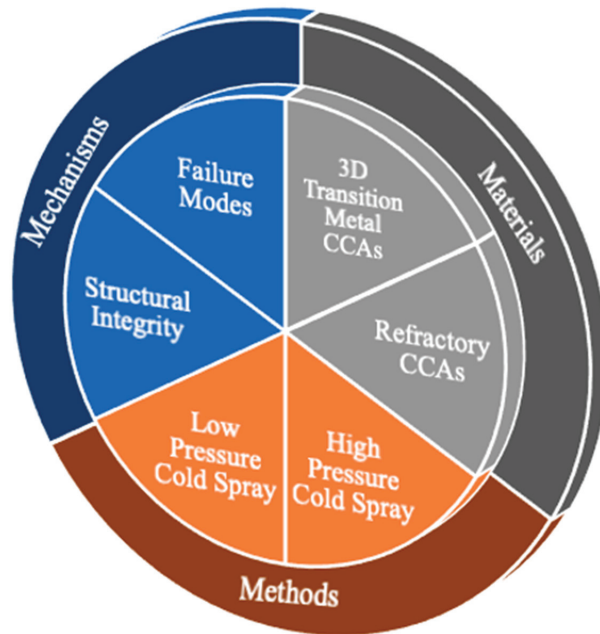 Mechanisms
Materials
Methods
Failure
Modes
3D
Transition
Metal
CCAs
Structural
Integrity
Refractory
CCAs
Low
Pressure
Cold Spray
High
Pressure
Cold Spray